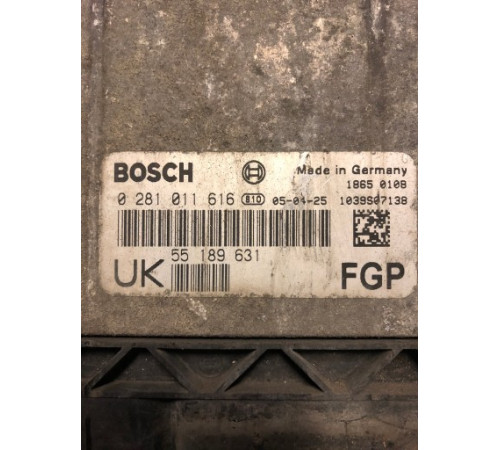 BOSCH Made in Germany
1865 0108
0 281 011 616 810 05-04-25 1039S07138
55 189 631
UK FGP